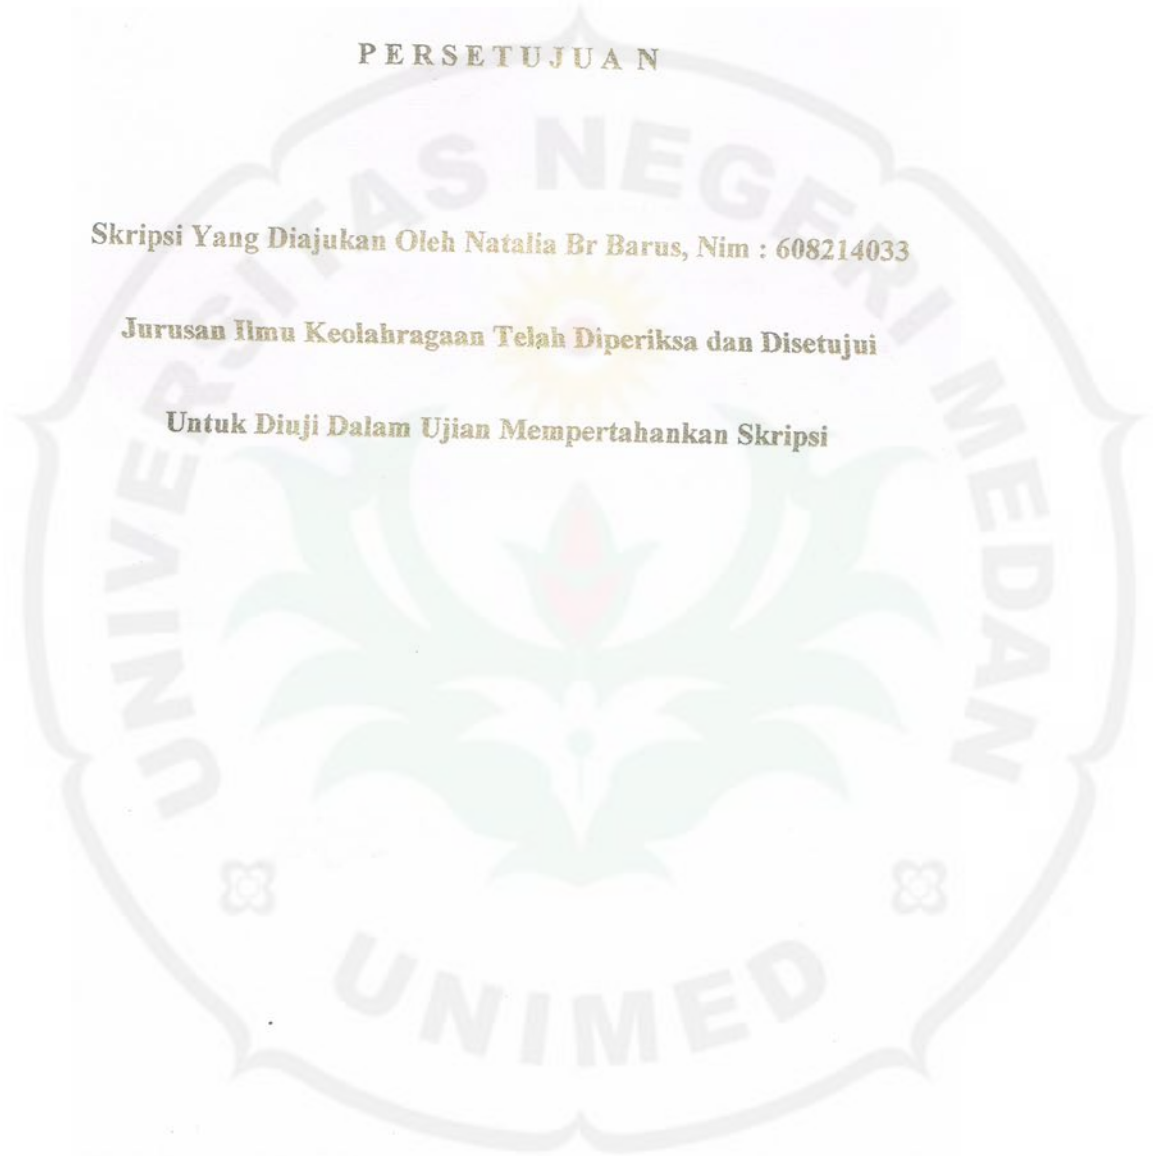 PERSETUJUAN
Skripsi Yang Diajukan Oleh Natalia Br Barus, Nim : 608214033
Jurusan Ilmu Keolahragaan Telah Diperiksa dan Disetujui
Untuk Diuji Dalam Ujian Mempertahankan Skripsi
UNIVERSITAS NEGERI MEDAN
UNIMED